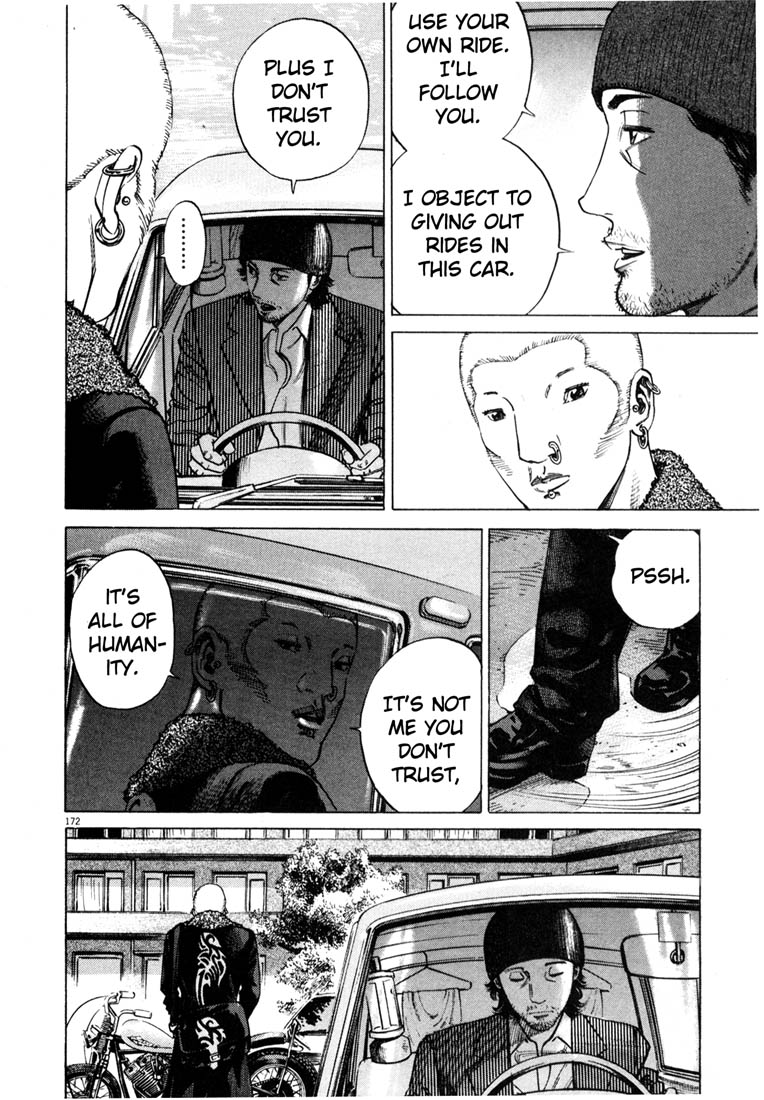 USE YOUR
OWN RIDE.
I'LL
FOLLOW
YOU.
I OBJECT TO
GIVING OUT
RIDES IN
THIS CAR.
PLUS I
DON'T
TRUST
YOU.
.........
PSSH.
IT'S NOT
ME YOU
DON'T
TRUST,
IT'S
ALL OF
HUMAN-
ITY.
172